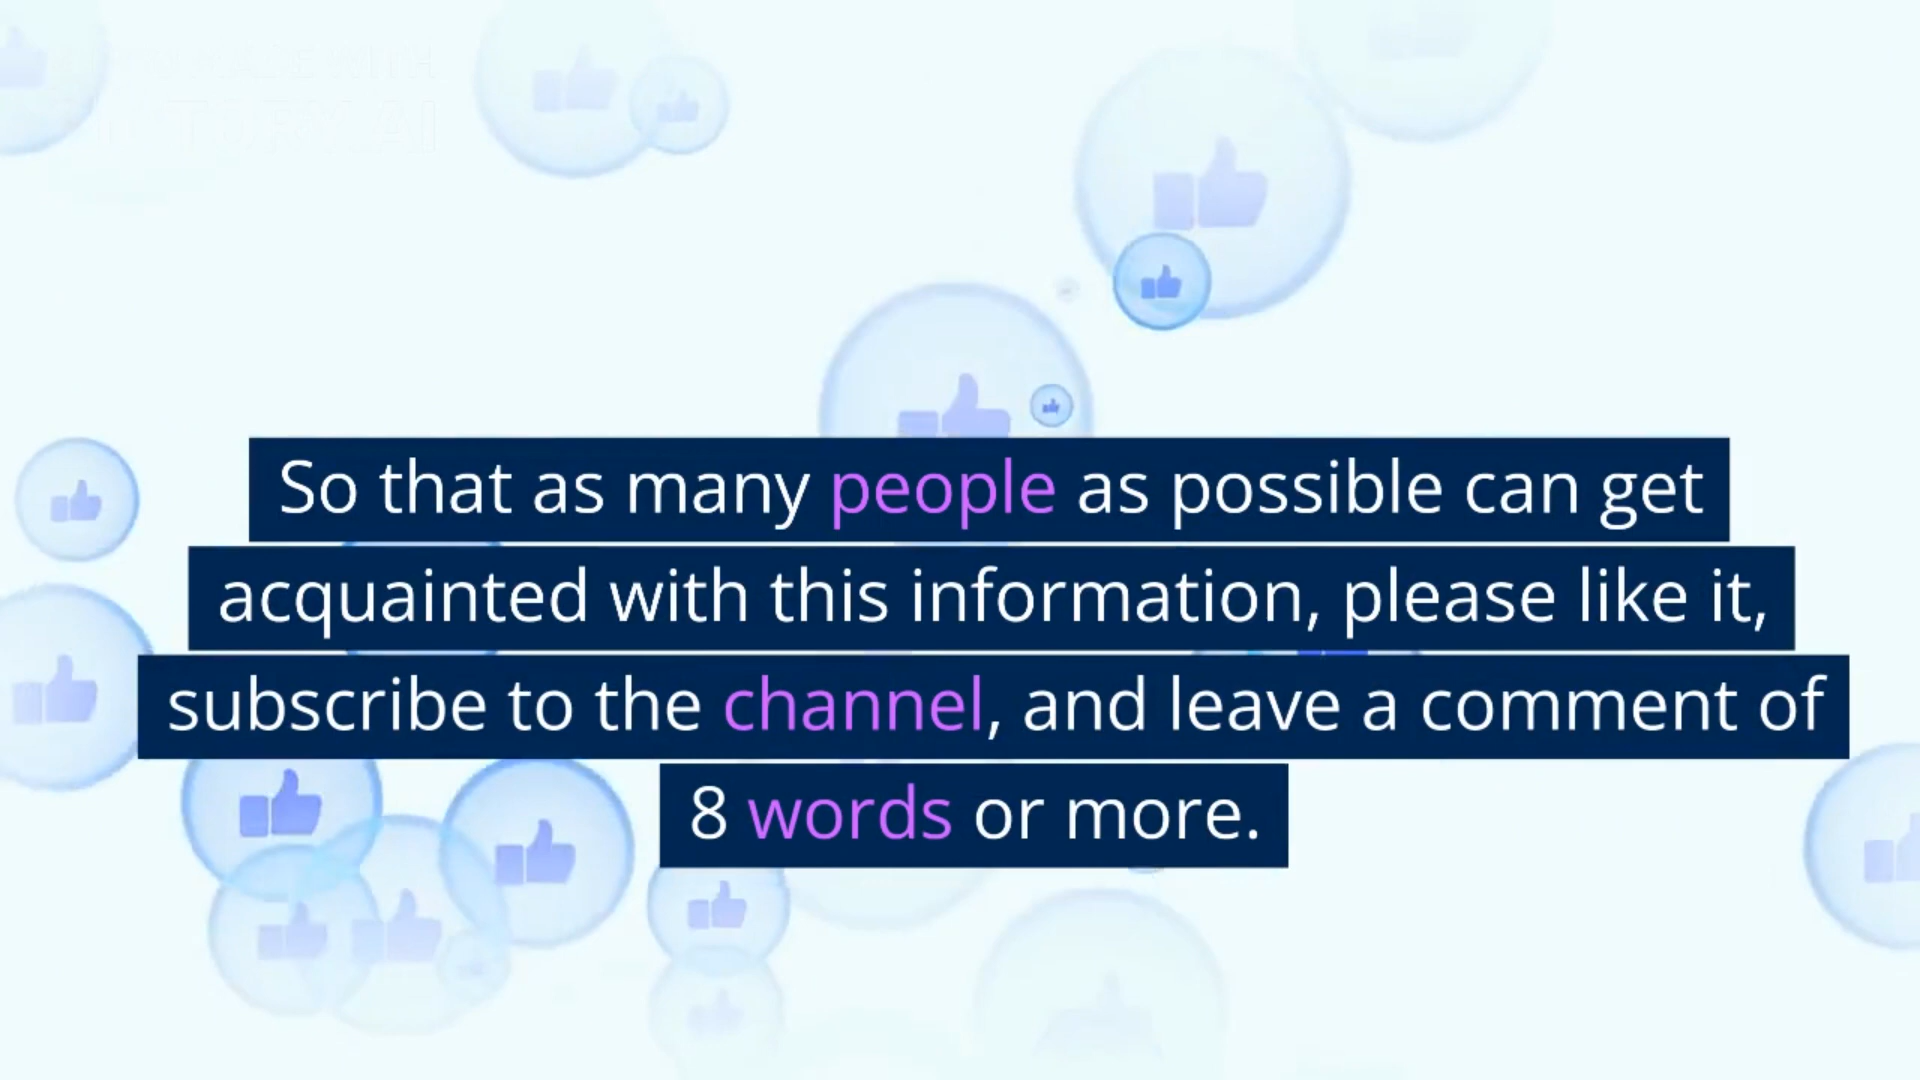 So that as many people as possible can get
acquainted with this information, please like it,
subscribe to the channel, and leave a comment of
8 words or more.